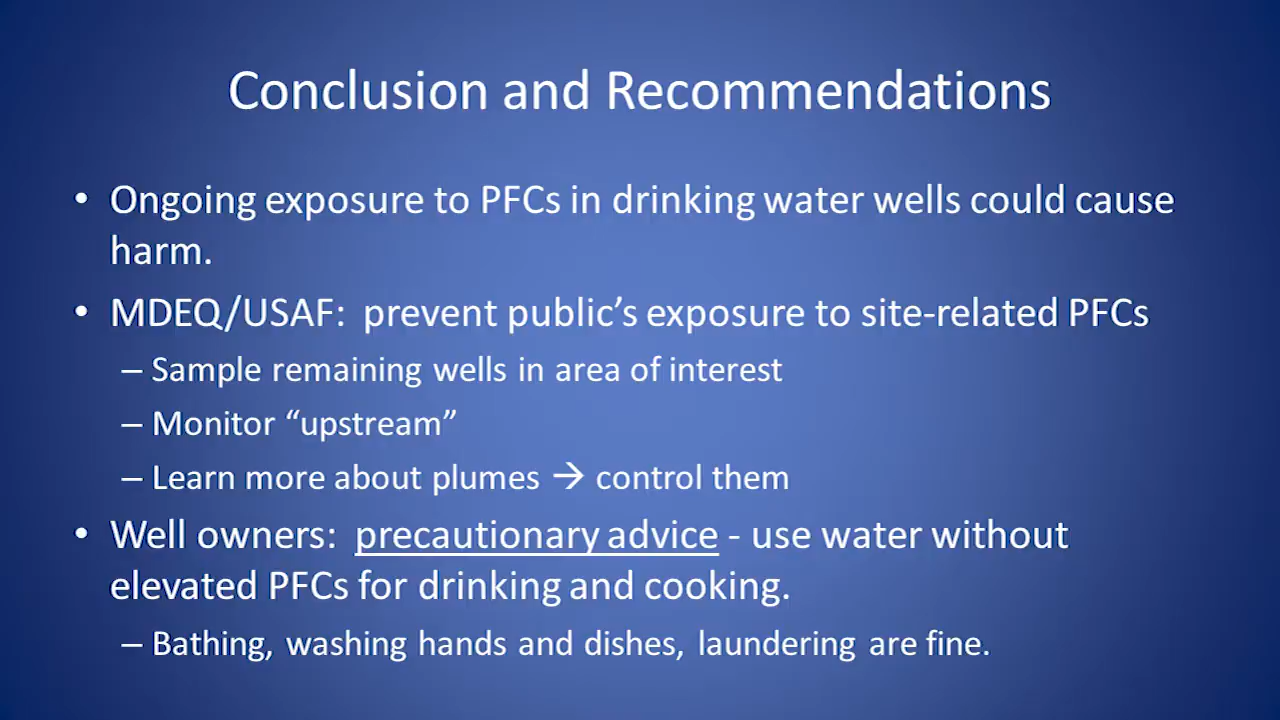 Conclusion and Recommendations
• Ongoing exposure to PFCs in drinking water wells could cause
harm.
• MDEQ/USAF:  prevent public’s exposure to site-related PFCs
– Sample remaining wells in area of interest
– Monitor “upstream”
– Learn more about plumes → control them
• Well owners:  precautionary advice - use water without
elevated PFCs for drinking and cooking.
– Bathing, washing hands and dishes, laundering are fine.